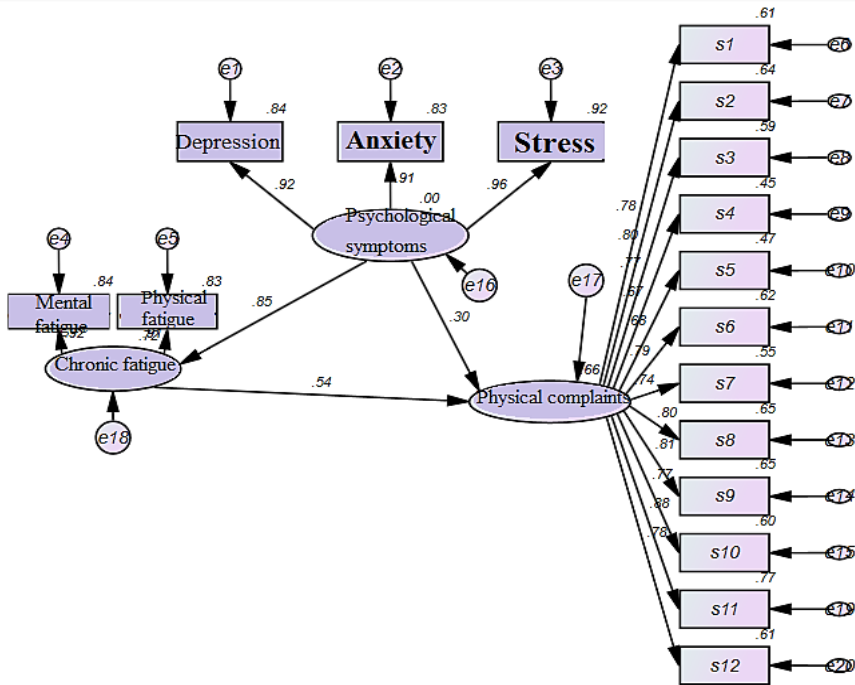 .61
s1
e6
.64
s2
e7
.59
s3
e8
.45
s4
e9
.47
s5
e10
.62
s6
e11
.55
s7
e12
.65
s8
e13
.65
s9
e14
.60
s10
e15
.77
s11
e19
.61
s12
e20
e1
e2
e3
.84
.83
.92
Depression
Anxiety
Stress
.92
.91
.96
.00
Psychological
symptoms
e16
e17
e4
e5
.84
.83
Mental
fatigue
Physical
fatigue
.92
.72
Chronic fatigue
e18
.85
.30
.54
.66
Physical complaints
.78
.80
.77
.67
.68
.79
.74
.80
.81
.77
.88
.78